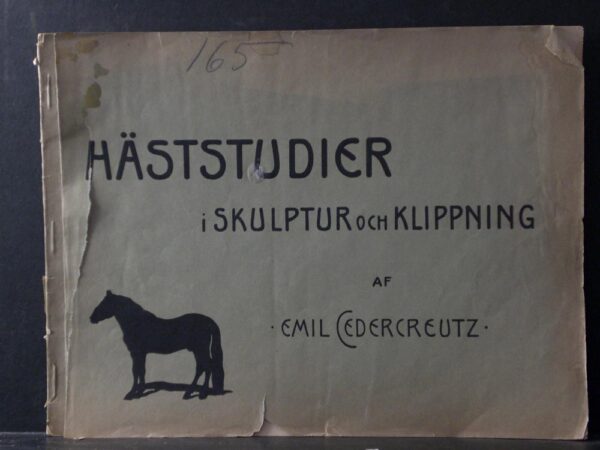 165
HÄSTSTUDIER
i SKULPTUR OCH KLIPPNING
AF
· EMIL CEDERCREUTZ ·